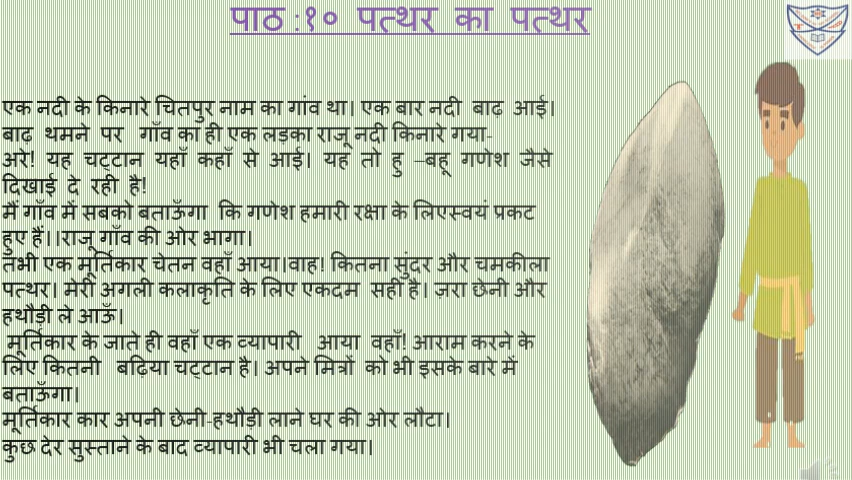 पाठ :१० पत्थर का पत्थर
एक नदी के किनारे चितपुर नाम का गांव था। एक बार नदी बाढ़ आई।
बाढ़ थमने पर गाँव का ही एक लड़का राजू नदी किनारे गया-
अरे! यह चट्टान यहाँ कहाँ से आई। यह तो हु –बहू गणेश जैसे
दिखाई दे रही है!
मैं गाँव में सबको बताऊँगा कि गणेश हमारी रक्षा के लिएस्वयं प्रकट
हुए हैं।।राजू गाँव की ओर भागा।
तभी एक मूर्तिकार चेतन वहाँ आया।वाह! कितना सुंदर और चमकीला
पत्थर। मेरी अगली कलाकृति के लिए एकदम सही है। ज़रा छेनी और
हथौड़ी ले आऊँ।
मूर्तिकार के जाते ही वहाँ एक व्यापारी आया वहाँ! आराम करने के
लिए कितनी बढ़िया चट्टान है। अपने मित्रों को भी इसके बारे में
बताऊँगा।
मूर्तिकार कार अपनी छेनी-हथौड़ी लाने घर की ओर लौटा।
कुछ देर सुस्ताने के बाद व्यापारी भी चला गया।